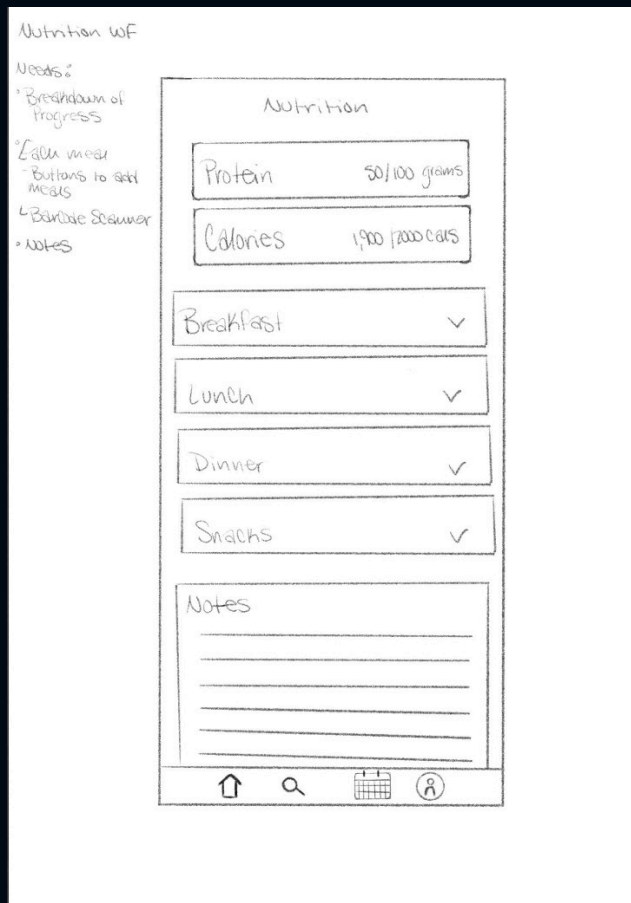 Nutrition WF
Needs:
Breakdown of
Progress
Each meal
- Buttons to add
meals
Barcode Scanner
Notes
Nutrition
Protein 50/100 grams
Calories 1,900/2000 cals
Breakfast
Lunch
Dinner
Snacks
Notes